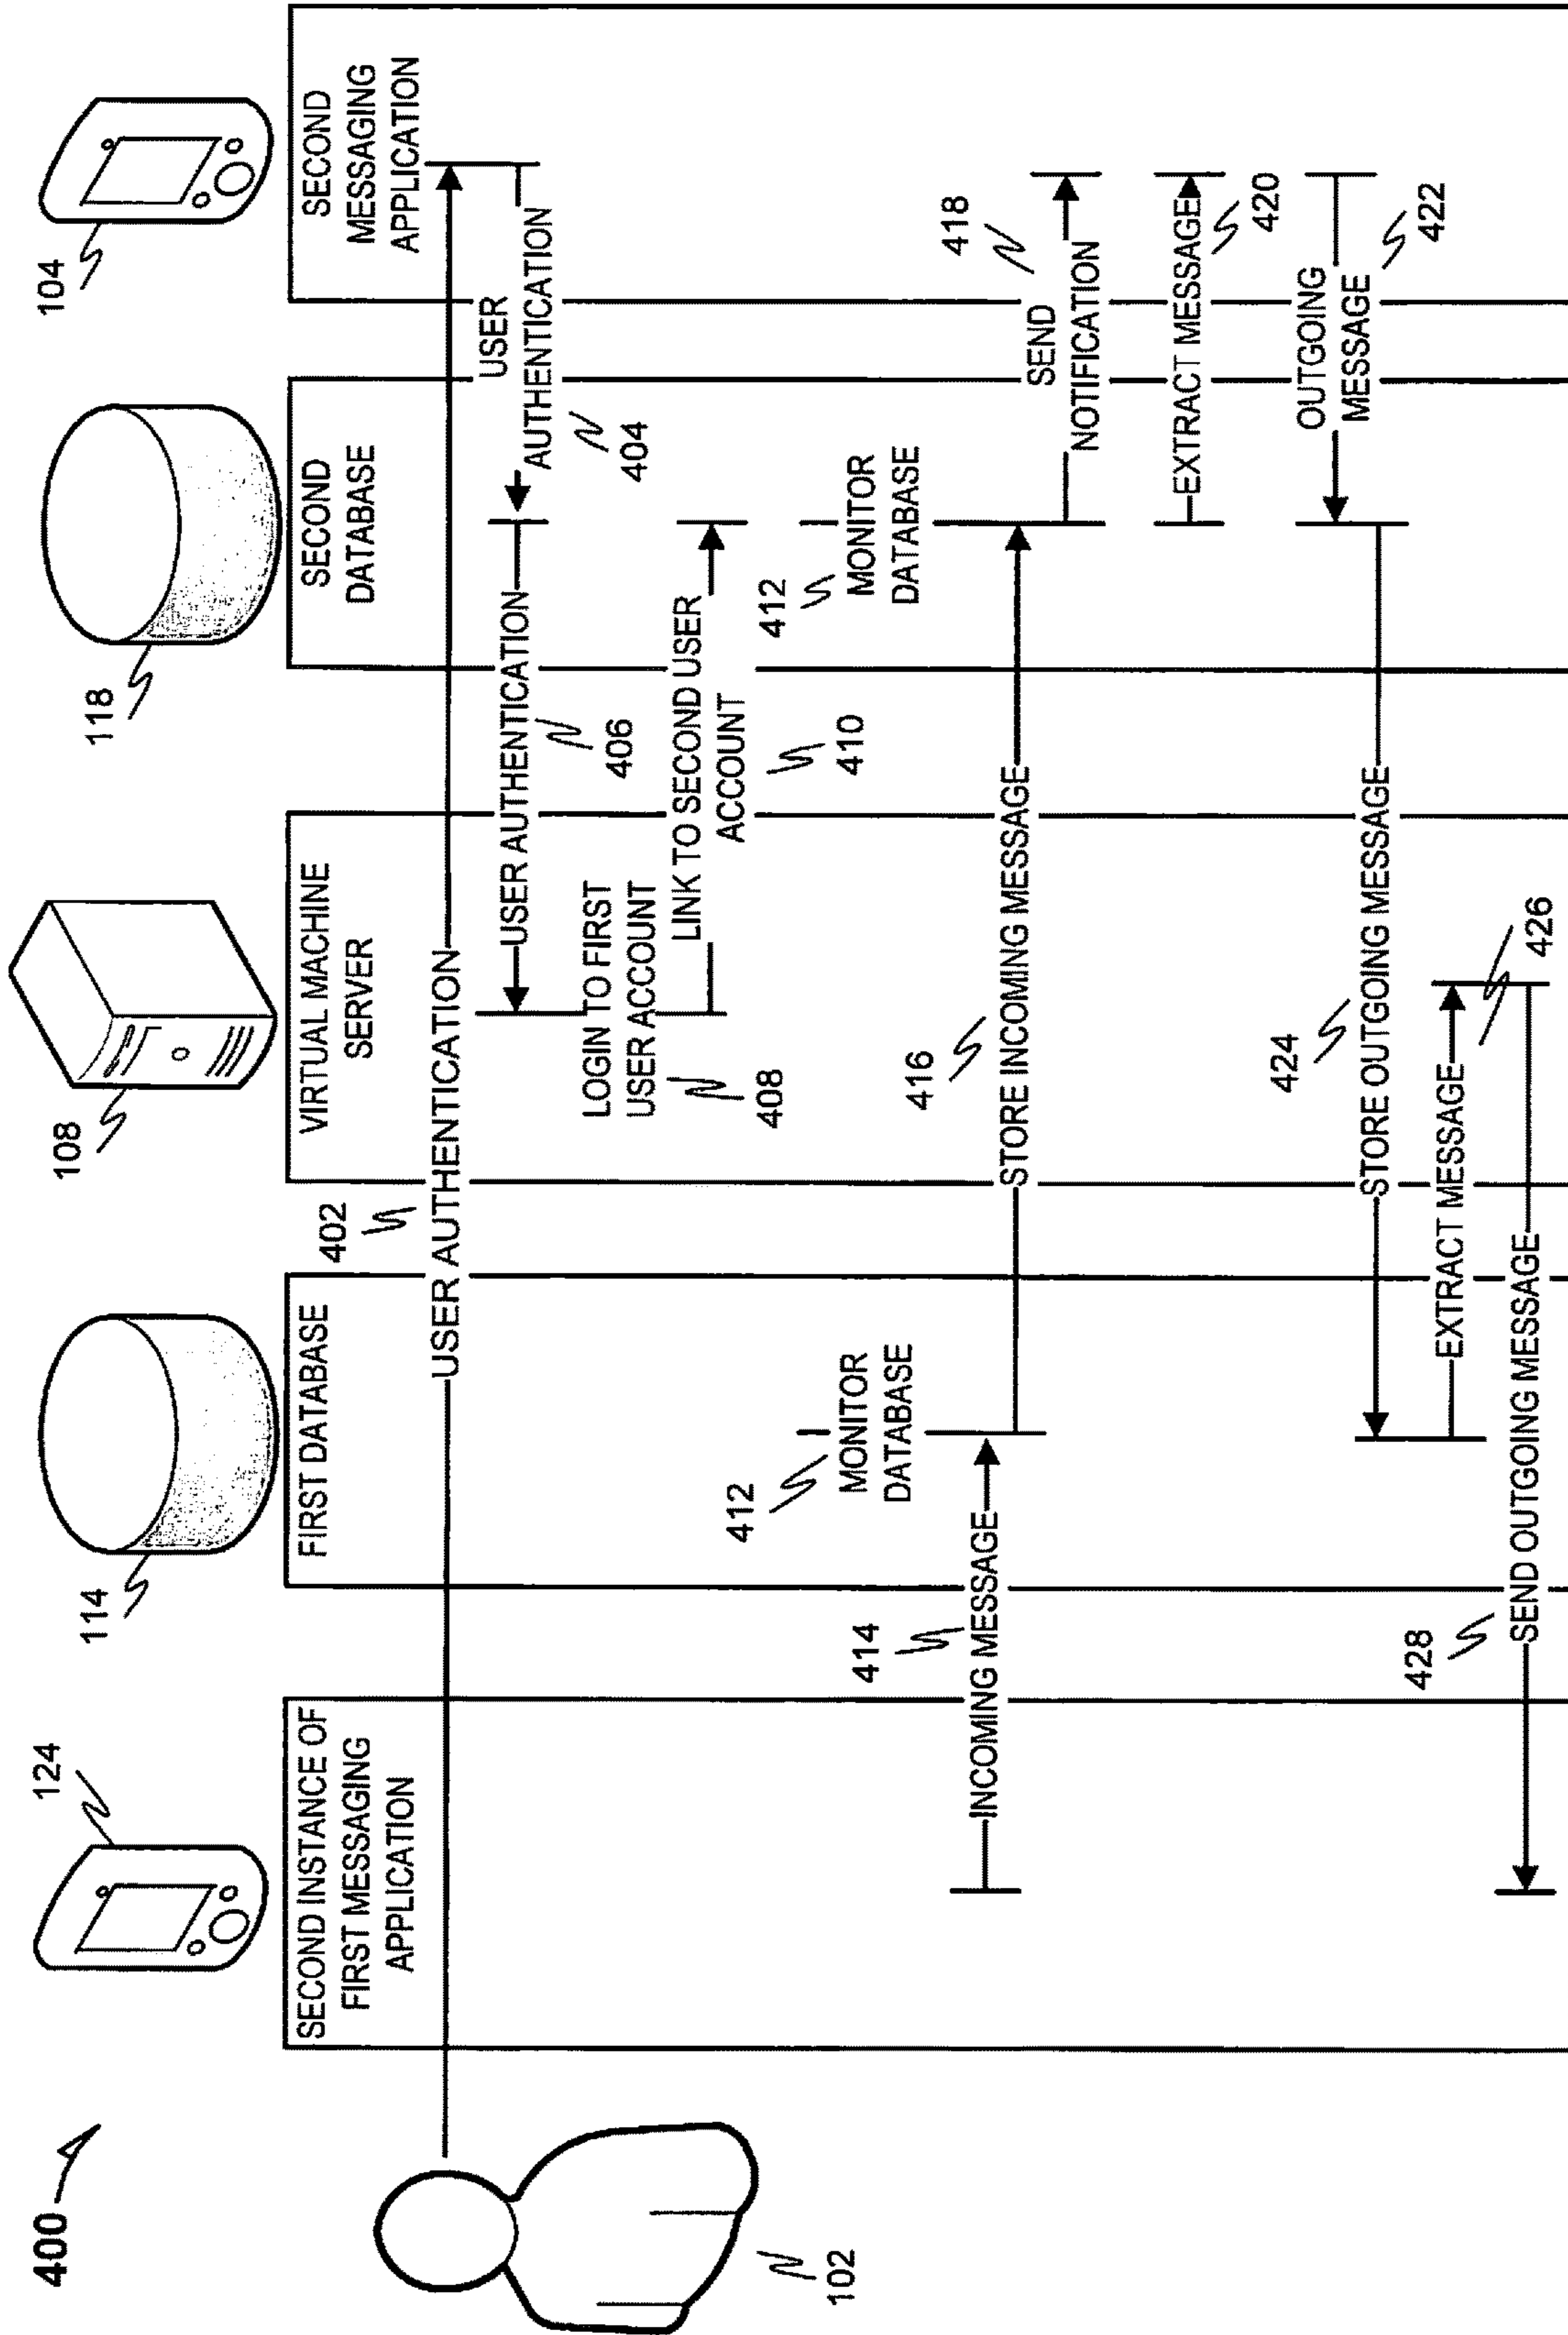 400
102
124
114
108
118
104
SECOND INSTANCE OF
FIRST MESSAGING
APPLICATION
FIRST DATABASE
VIRTUAL MACHINE
SERVER
SECOND
DATABASE
SECOND
MESSAGING
APPLICATION
402
USER AUTHENTICATION
USER
AUTHENTICATION
404
USER AUTHENTICATION
406
LOGIN TO FIRST
USER ACCOUNT
408
LINK TO SECOND USER
ACCOUNT
410
412
MONITOR
DATABASE
412
MONITOR
DATABASE
414
INCOMING MESSAGE
416
STORE INCOMING MESSAGE
418
SEND
NOTIFICATION
EXTRACT MESSAGE
420
OUTGOING
MESSAGE
422
424
STORE OUTGOING MESSAGE
EXTRACT MESSAGE
426
428
SEND OUTGOING MESSAGE